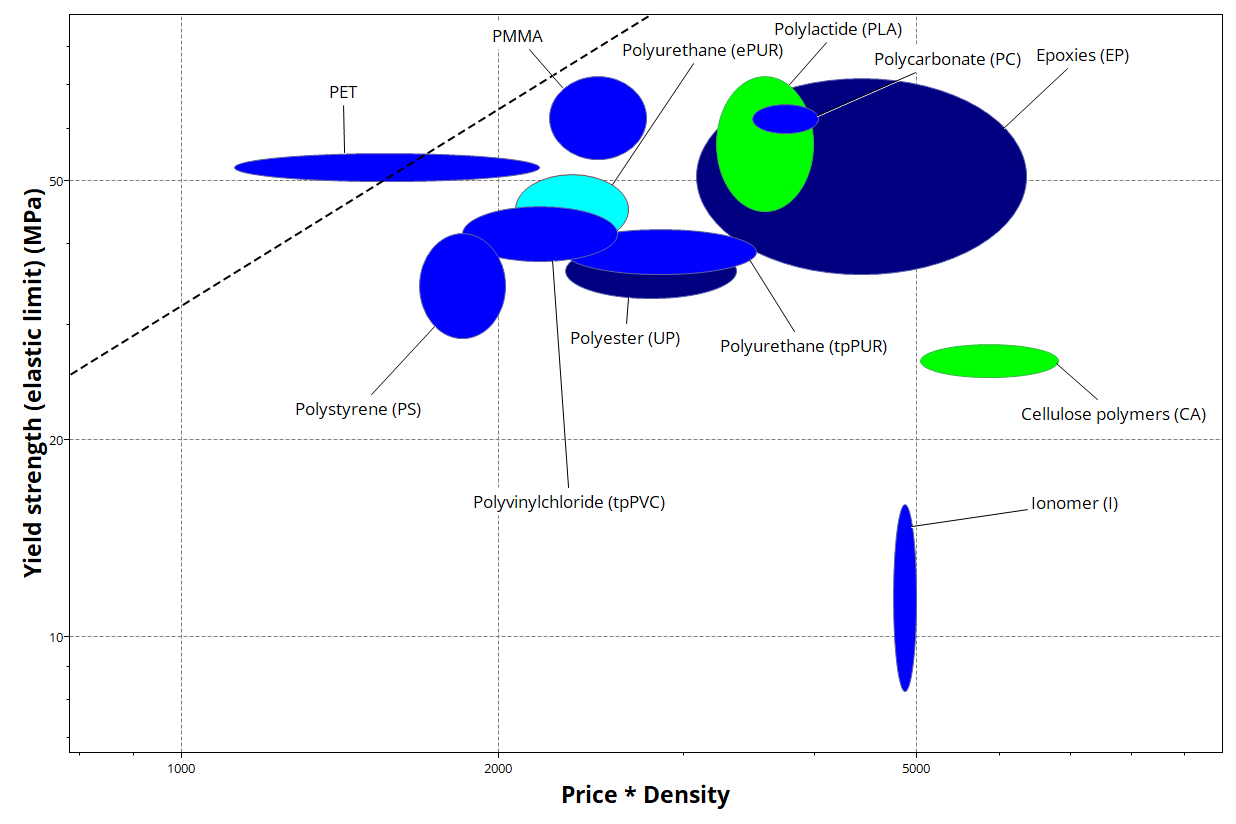 PMMA
Polylactide (PLA)
Polyurethane (ePUR)
Polycarbonate (PC)
Epoxies (EP)
PET
50
Polyester (UP)
Polyurethane (tpPUR)
Polystyrene (PS)
Cellulose polymers (CA)
20
Polyvinylchloride (tpPVC)
Ionomer (I)
10
Yield strength (elastic limit) (MPa)
1000
2000
5000
Price * Density